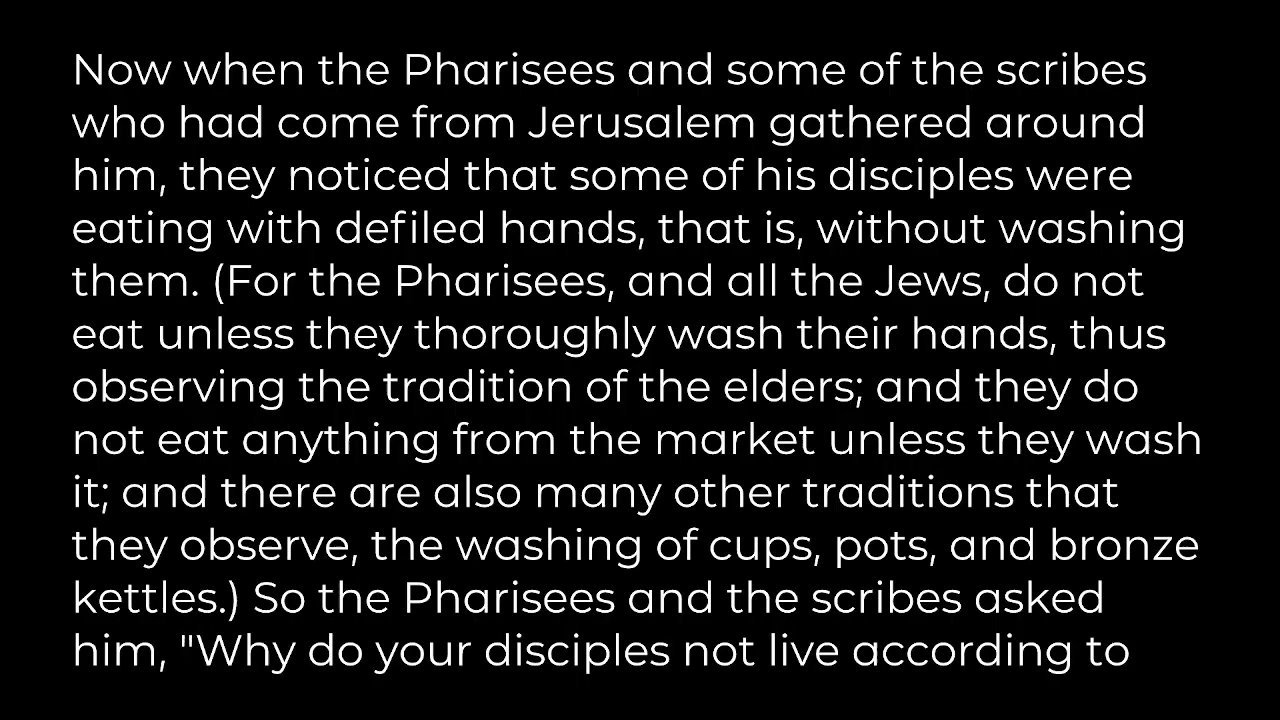 Now when the Pharisees and some of the scribes
who had come from Jerusalem gathered around
him, they noticed that some of his disciples were
eating with defiled hands, that is, without washing
them. (For the Pharisees, and all the Jews, do not
eat unless they thoroughly wash their hands, thus
observing the tradition of the elders; and they do
not eat anything from the market unless they wash
it; and there are also many other traditions that
they observe, the washing of cups, pots, and bronze
kettles.) So the Pharisees and the scribes asked
him, "Why do your disciples not live according to